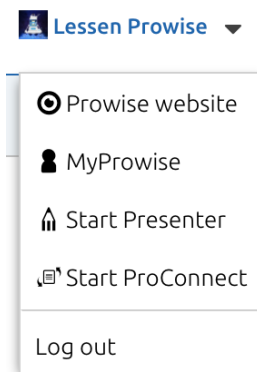 Lessen Prowise
Prowise website
MyProwise
Start Presenter
Start ProConnect
Log out